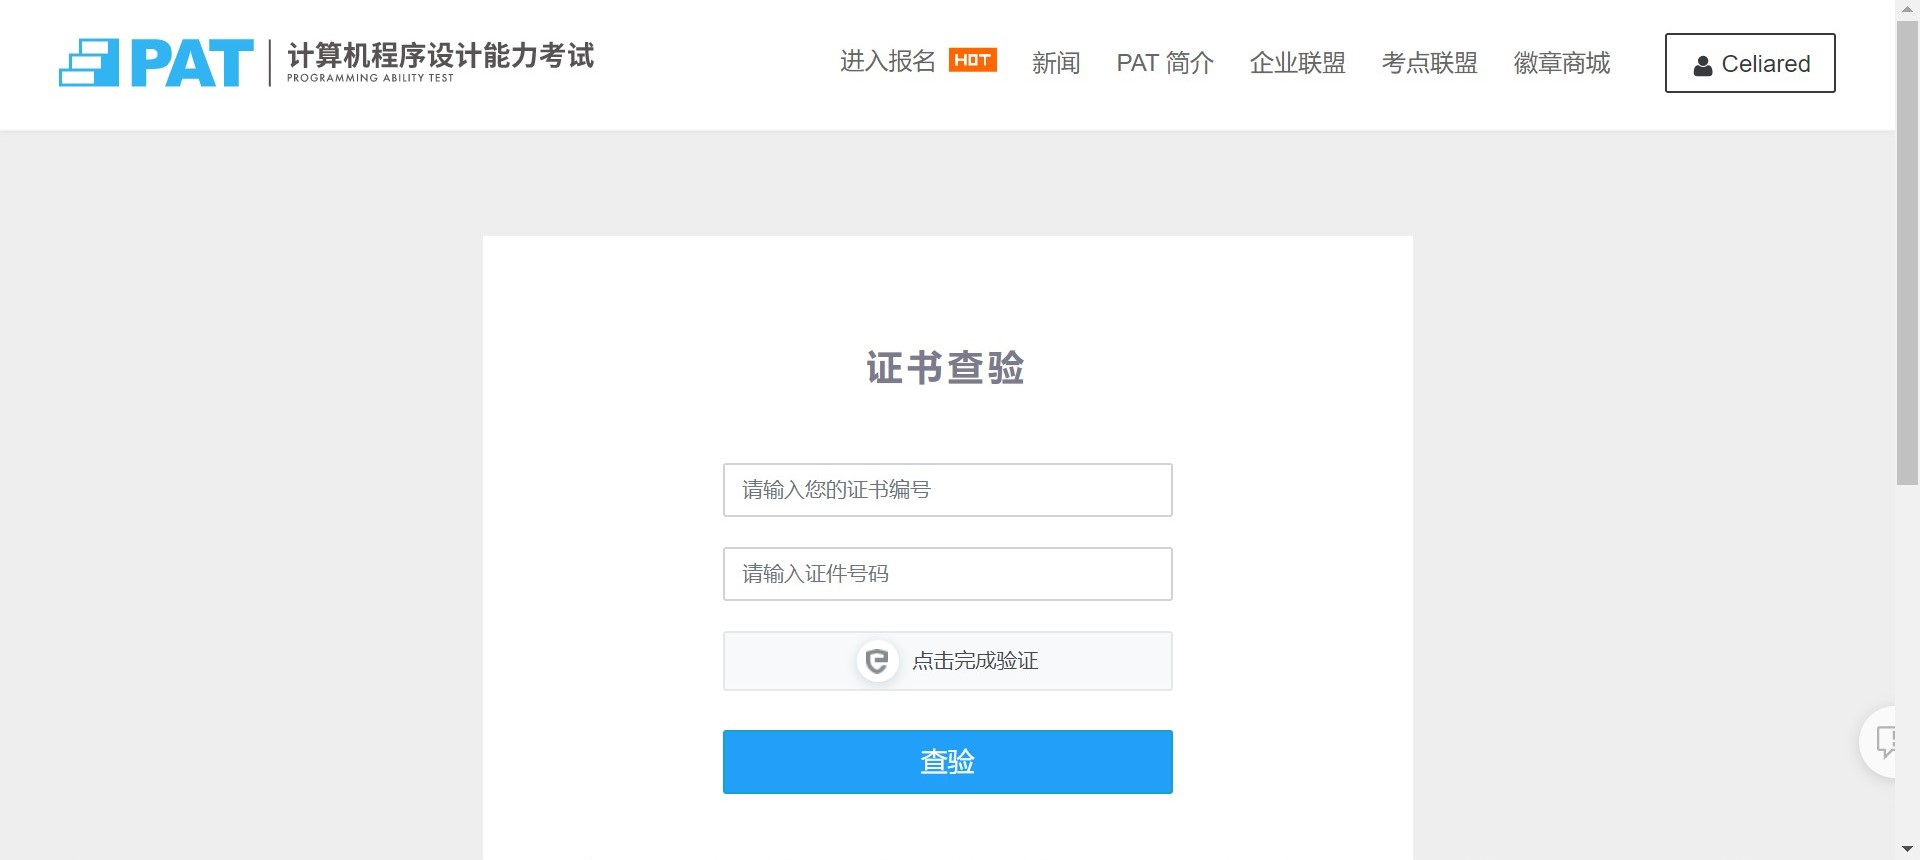 PAT 计算机程序设计能力考试
PROGRAMMING ABILITY TEST
进入报名 HOT 新闻 PAT 简介 企业联盟 考点联盟 徽章商城 Celiared
证书查验
请输入您的证书编号
请输入证件号码
点击完成验证
查验